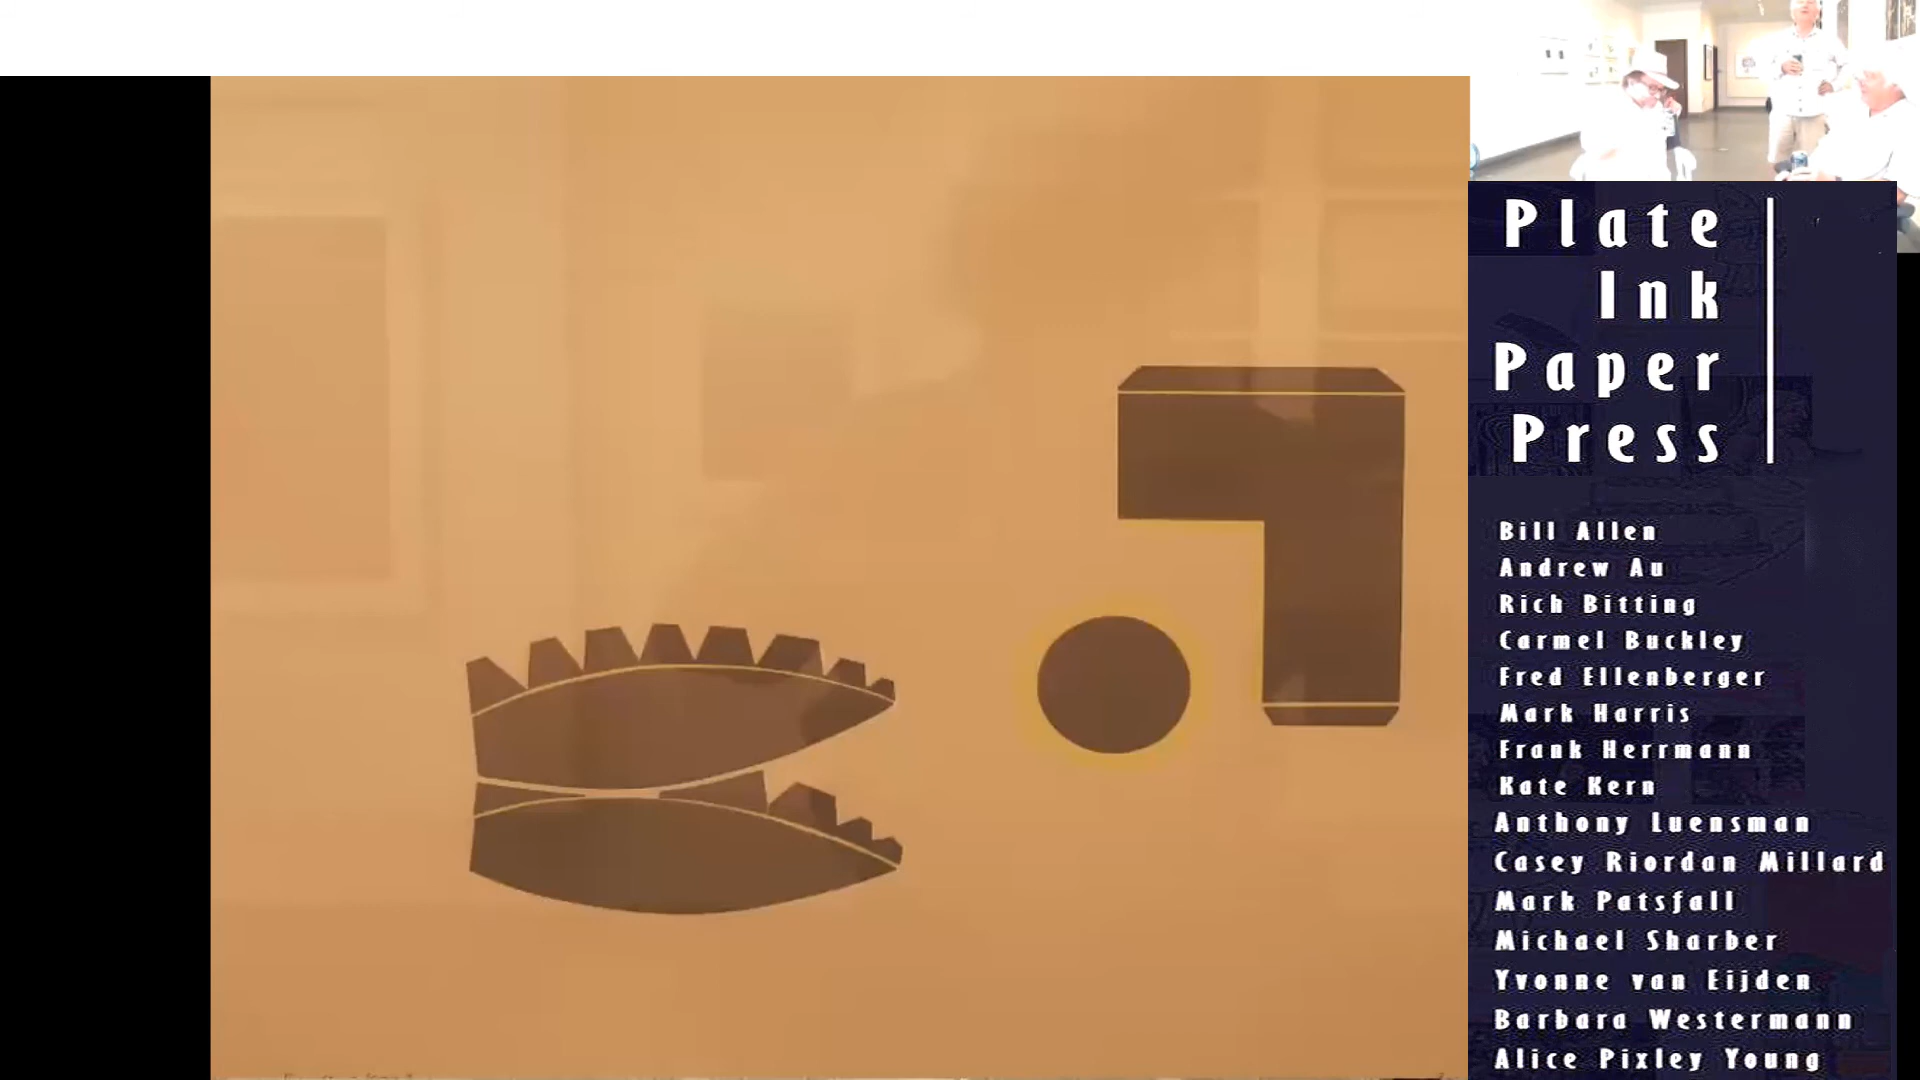 Plate
Ink
Paper
Press
Bill Allen
Andrew Au
Rich Bitting
Carmel Buckley
Fred Ellenberger
Mark Harris
Frank Herrmann
Kate Kern
Anthony Luensman
Casey Riordan Millard
Mark Patsfall
Michael Sharber
Yvonne van Eijden
Barbara Westermann
Alice Pixley Young